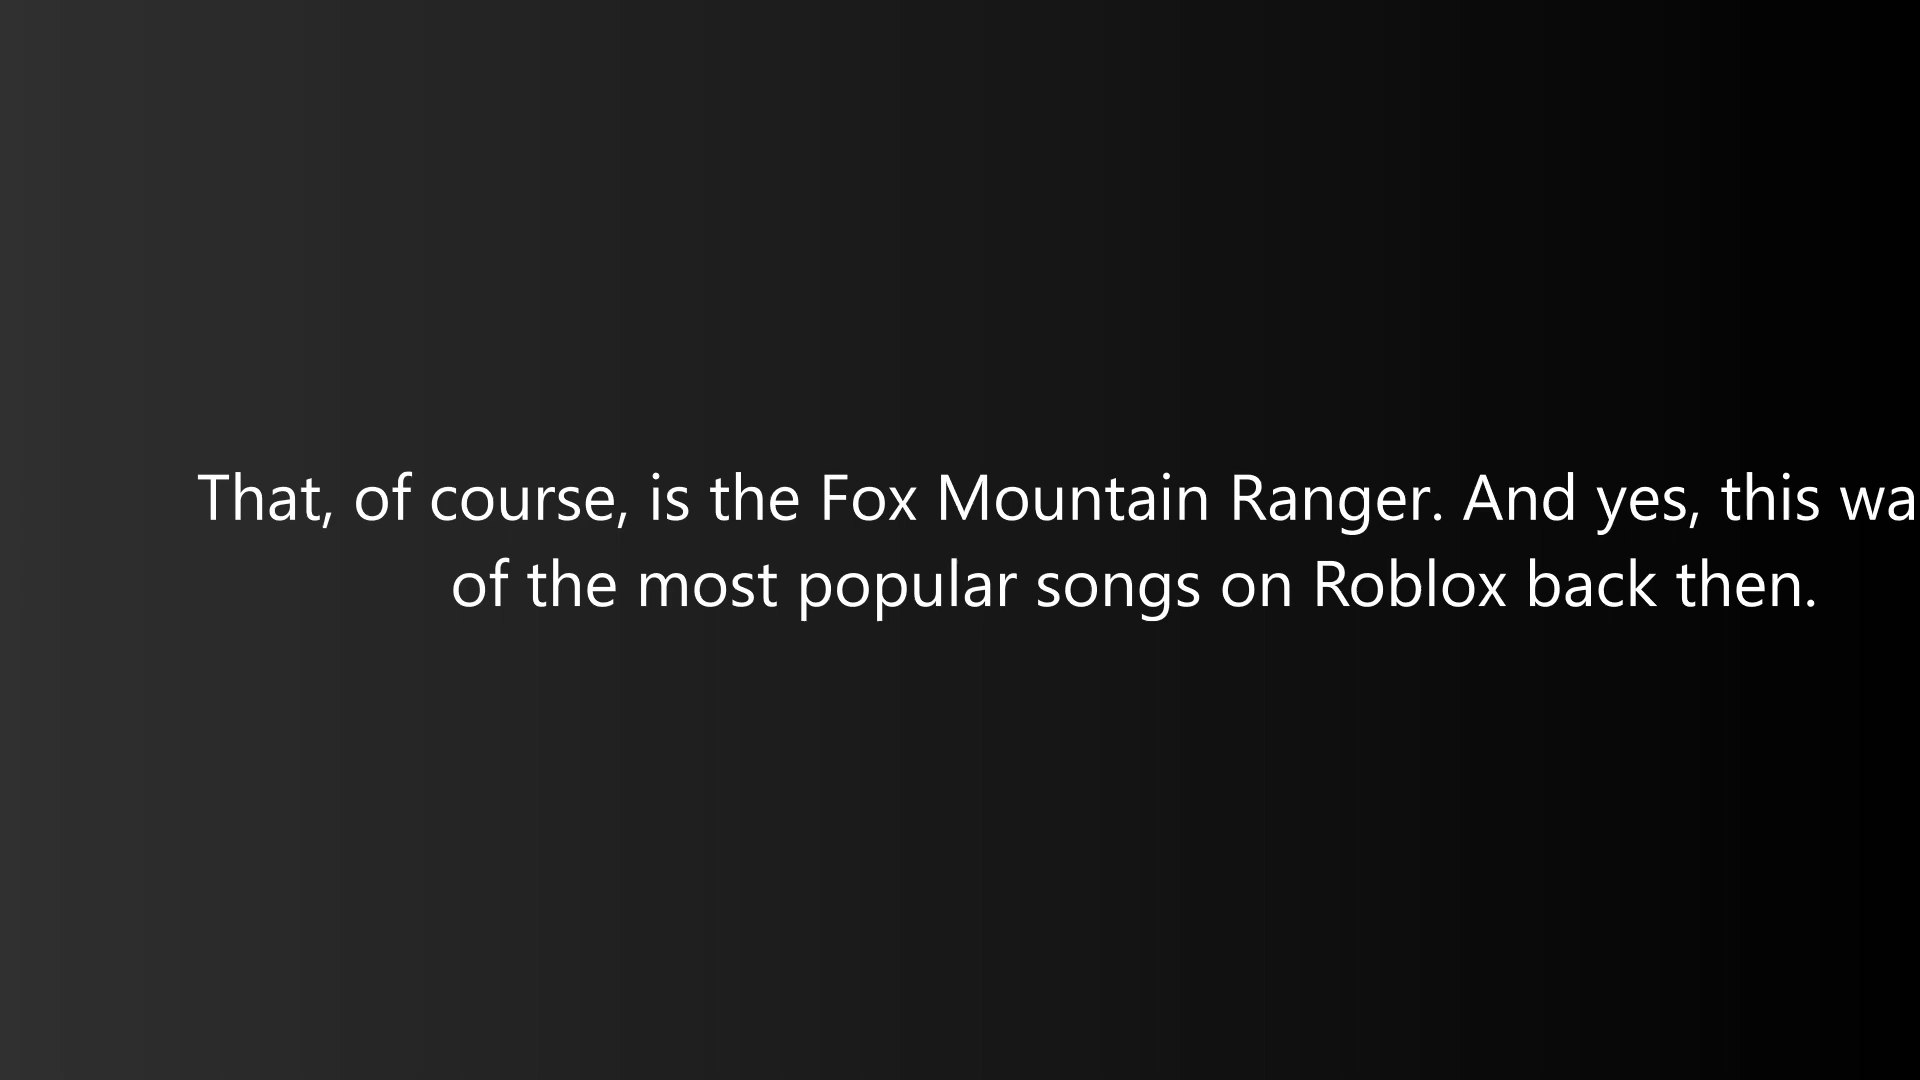 That, of course, is the Fox Mountain Ranger. And yes, this wa
of the most popular songs on Roblox back then.